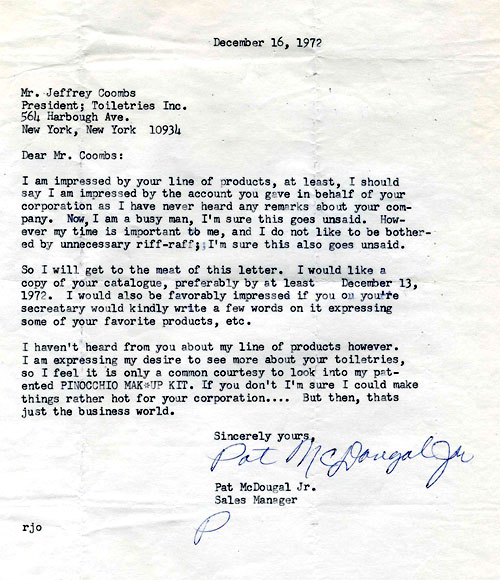 December 16, 1972
Mr. Jeffrey Coombs
President; Toiletries Inc.
564 Harbough Ave.
New York, New York 10934
Dear Mr. Coombs:
I am impressed by your line of products, at least, I should
say I am impressed by the account you gave in behalf of your
corporation as I have never heard any remarks about your com-
pany. Now, I am a busy man, I'm sure this goes unsaid. How-
ever my time is important to me, and I do not like to be bother-
ed by unnecessary riff-raff; I'm sure this also goes unsaid.
So I will get to the meat of this letter. I would like a
copy of your catalogue, preferably by at least December 13,
1972. I would also be favorably impressed if you or you're
secreatary would kindly write a few words on it expressing
some of your favorite products, etc.
I haven't heard from you about my line of products however.
I am expressing my desire to see more about your toiletries,
so I feel it is only a common courtesy to look into my pat-
ented PINOCCHIO MAK*UP KIT. If you don't I'm sure I could make
things rather hot for your corporation.... But then, thats
just the business world.
Sincerely yours,
Pat McDougal Jr
Pat McDougal Jr.
Sales Manager
P
rjo